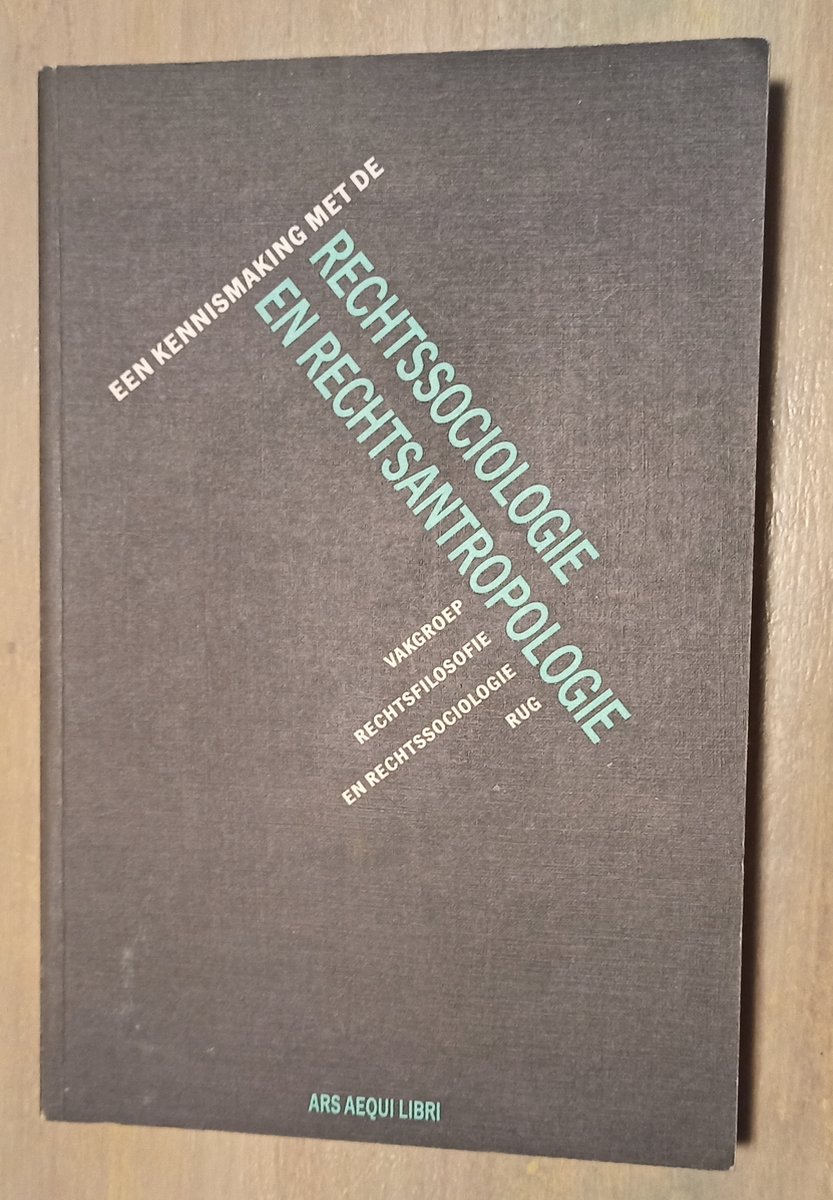 EEN KENNISMAKING MET DE
RECHTSSOCIOLOGIE
EN RECHTSANTROPOLOGIE
VAKGROEP
RECHTSFILOSOFIE
EN RECHTSSOCIOLOGIE
RUG
ARS AEQUI LIBRI